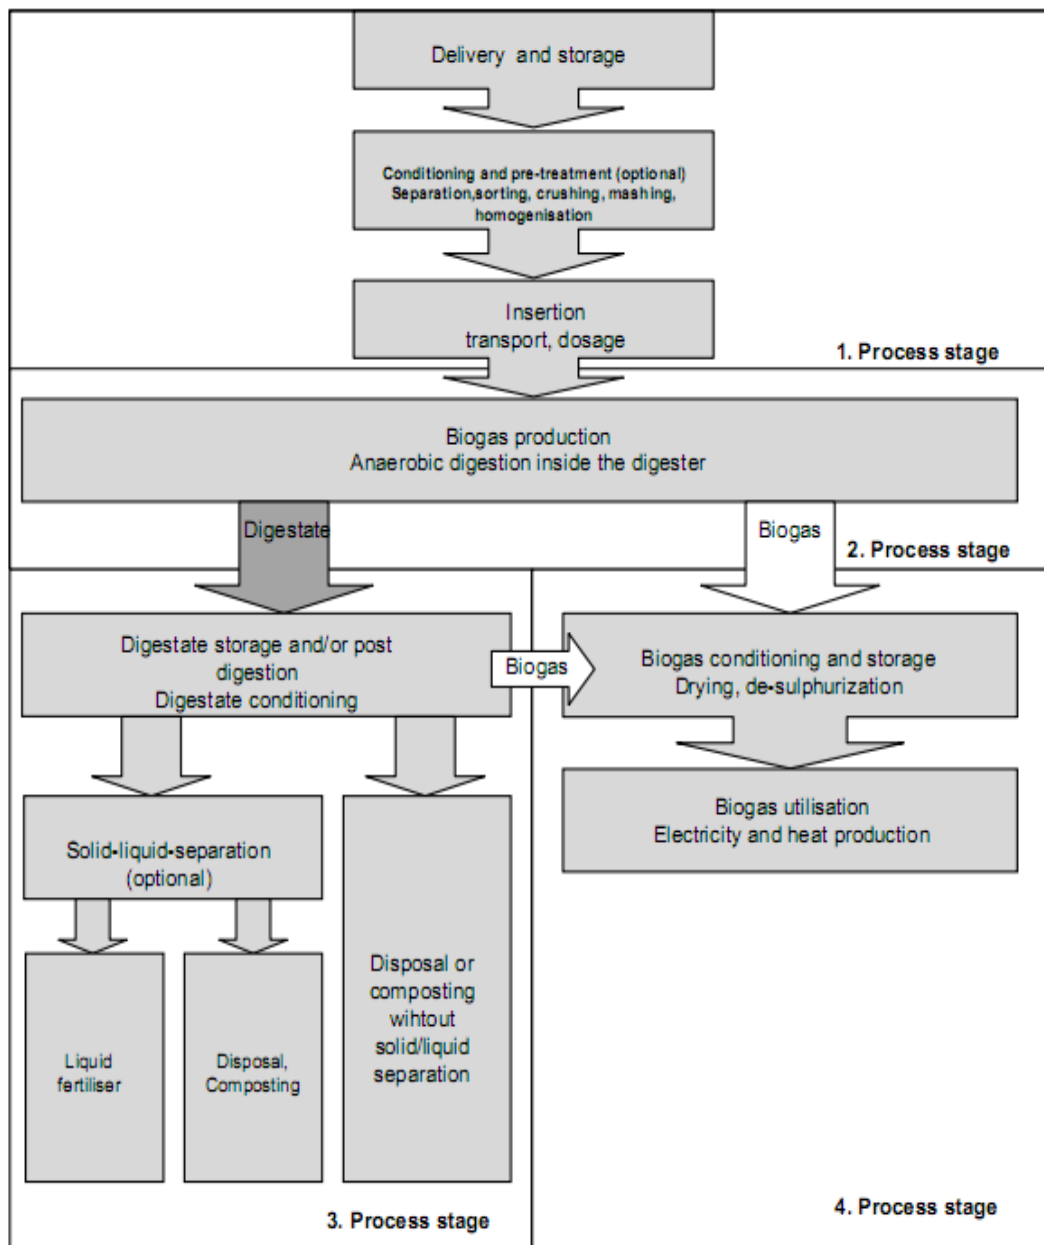 Delivery and storage
Conditioning and pre-treatment (optional)
Separation,sorting, crushing, mashing,
homogenisation
Insertion
transport, dosage
1. Process stage
Biogas production
Anaerobic digestion inside the digester
Digestate
Biogas
2. Process stage
Digestate storage and/or post
digestion
Digestate conditioning
Biogas
Biogas conditioning and storage
Drying, de-sulphurization
Biogas utilisation
Electricity and heat production
Solid-liquid-separation
(optional)
Liquid
fertiliser
Disposal,
Composting
Disposal or
composting
wihtout
solid/liquid
separation
3. Process stage
4. Process stage